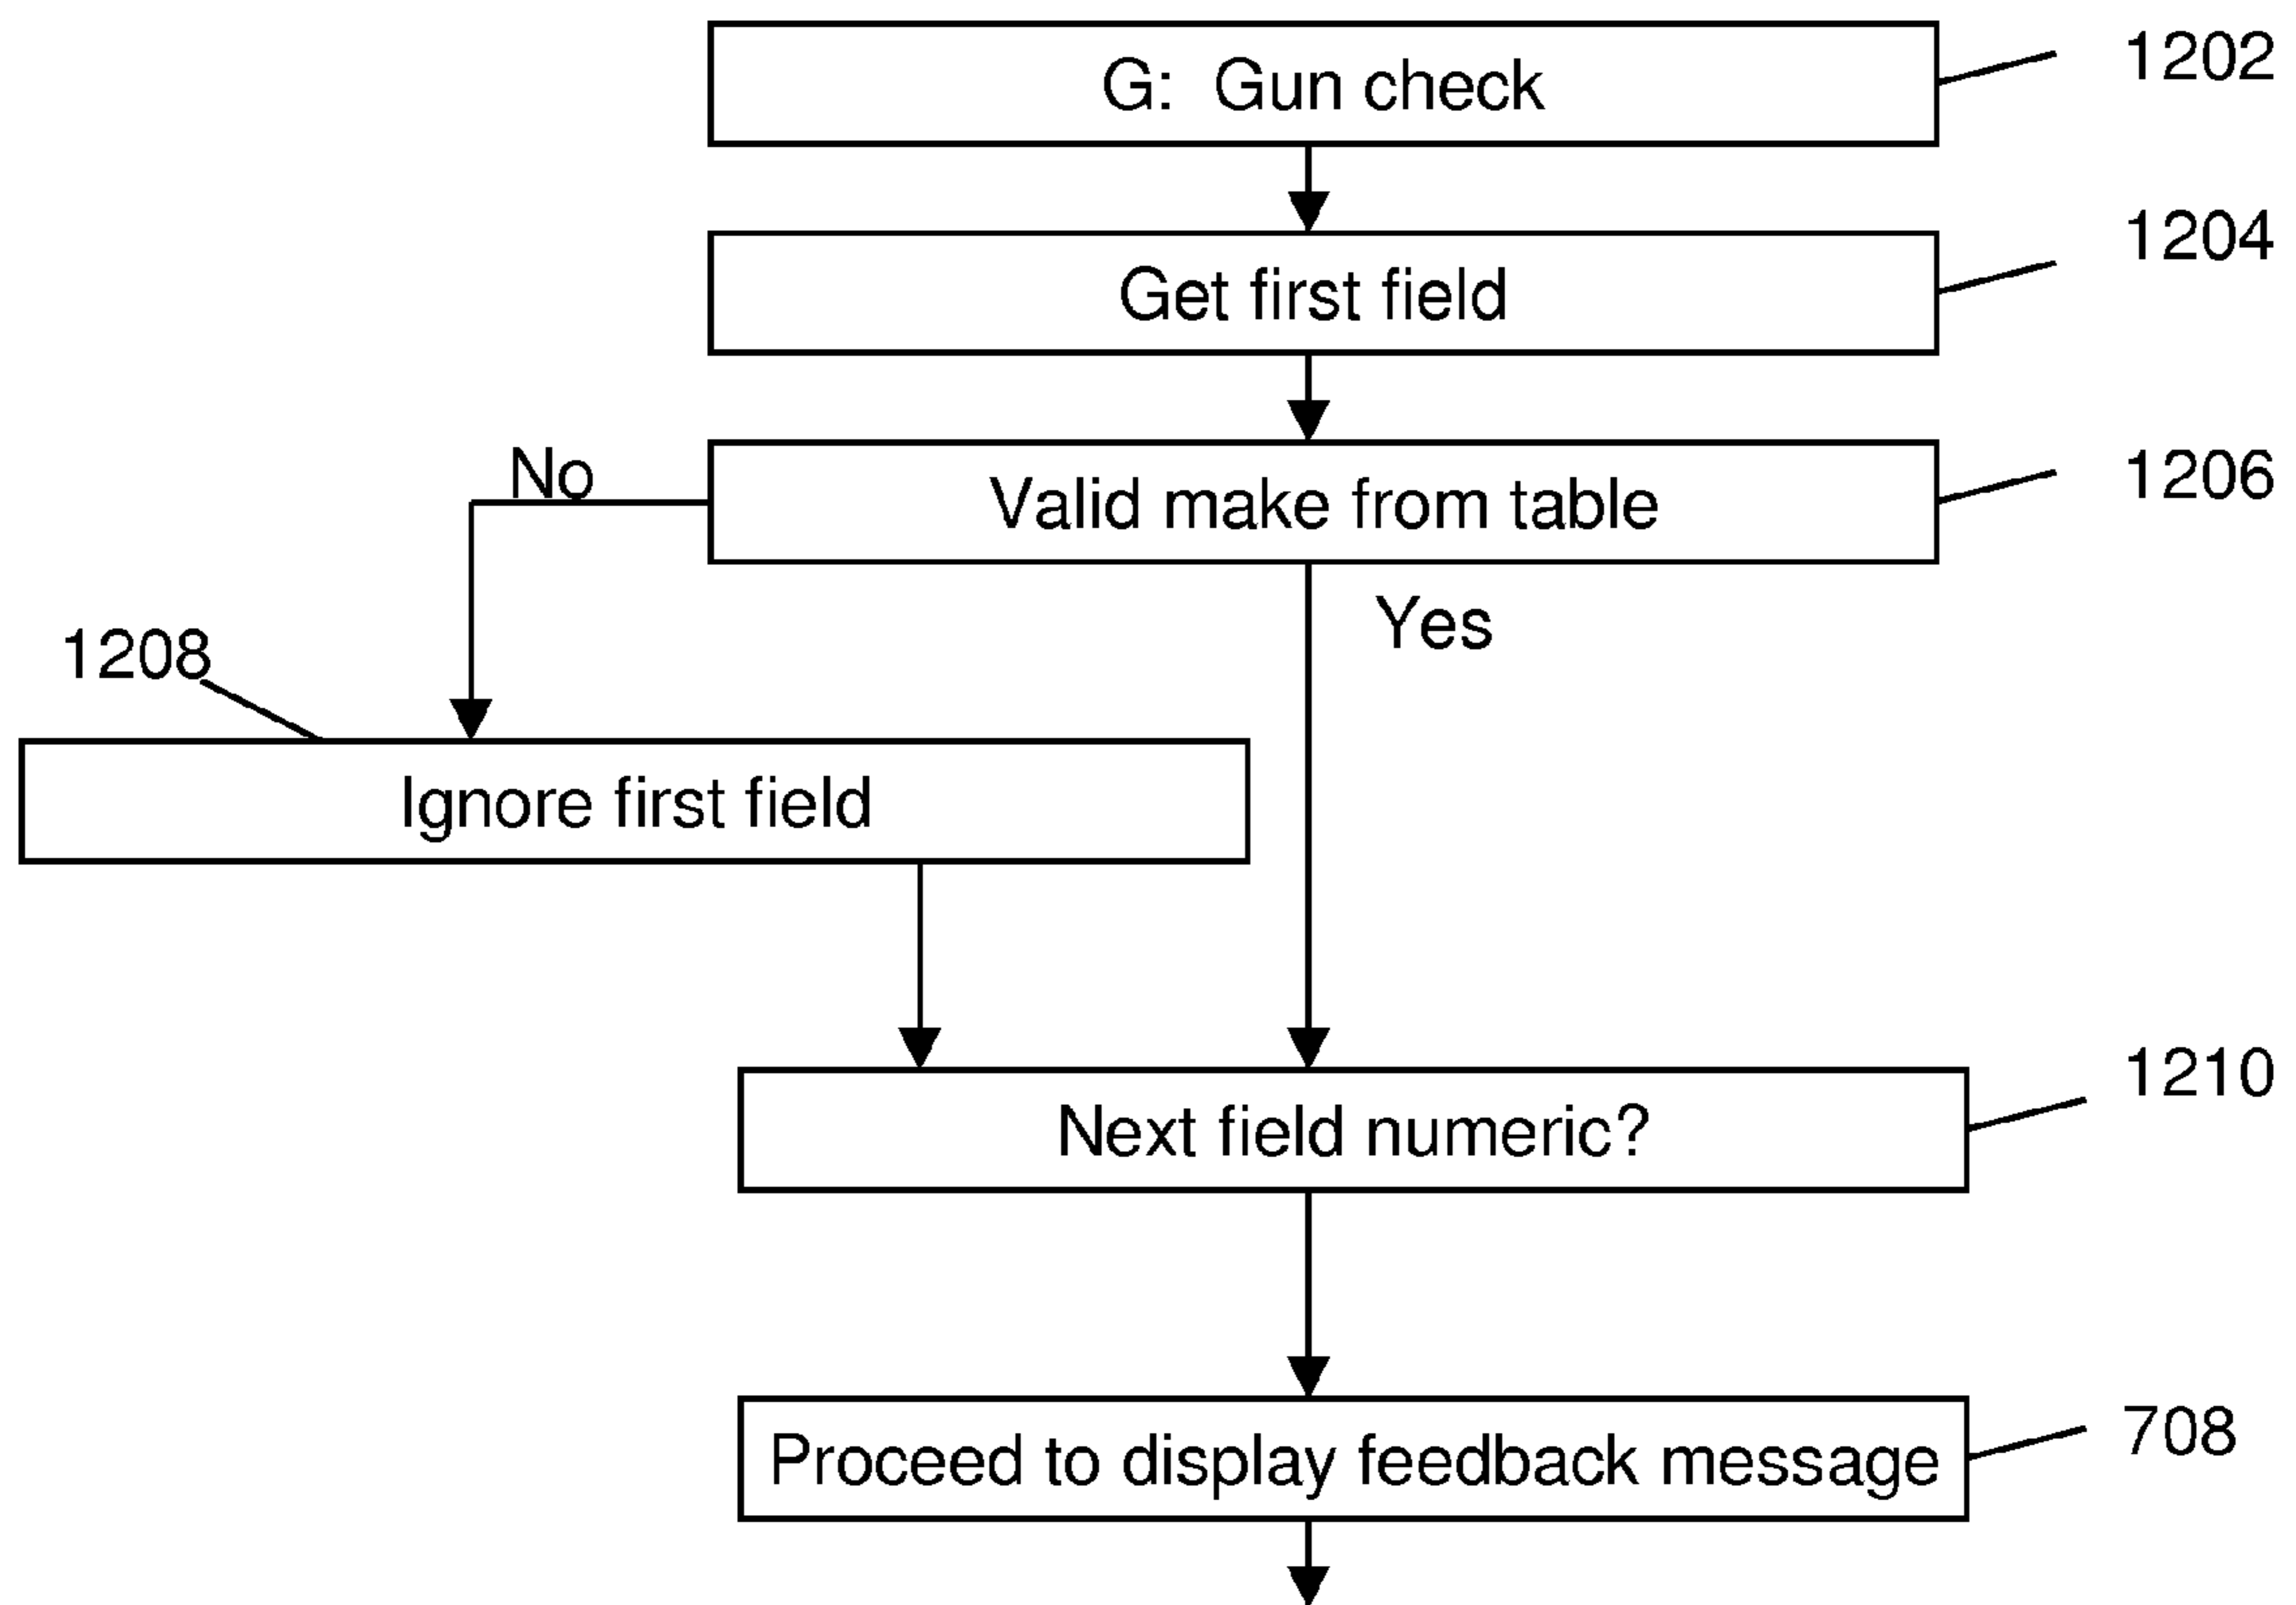 G: Gun check
1202
Get first field
1204
No
Valid make from table
1206
Yes
1208
Ignore first field
Next field numeric?
1210
Proceed to display feedback message
708